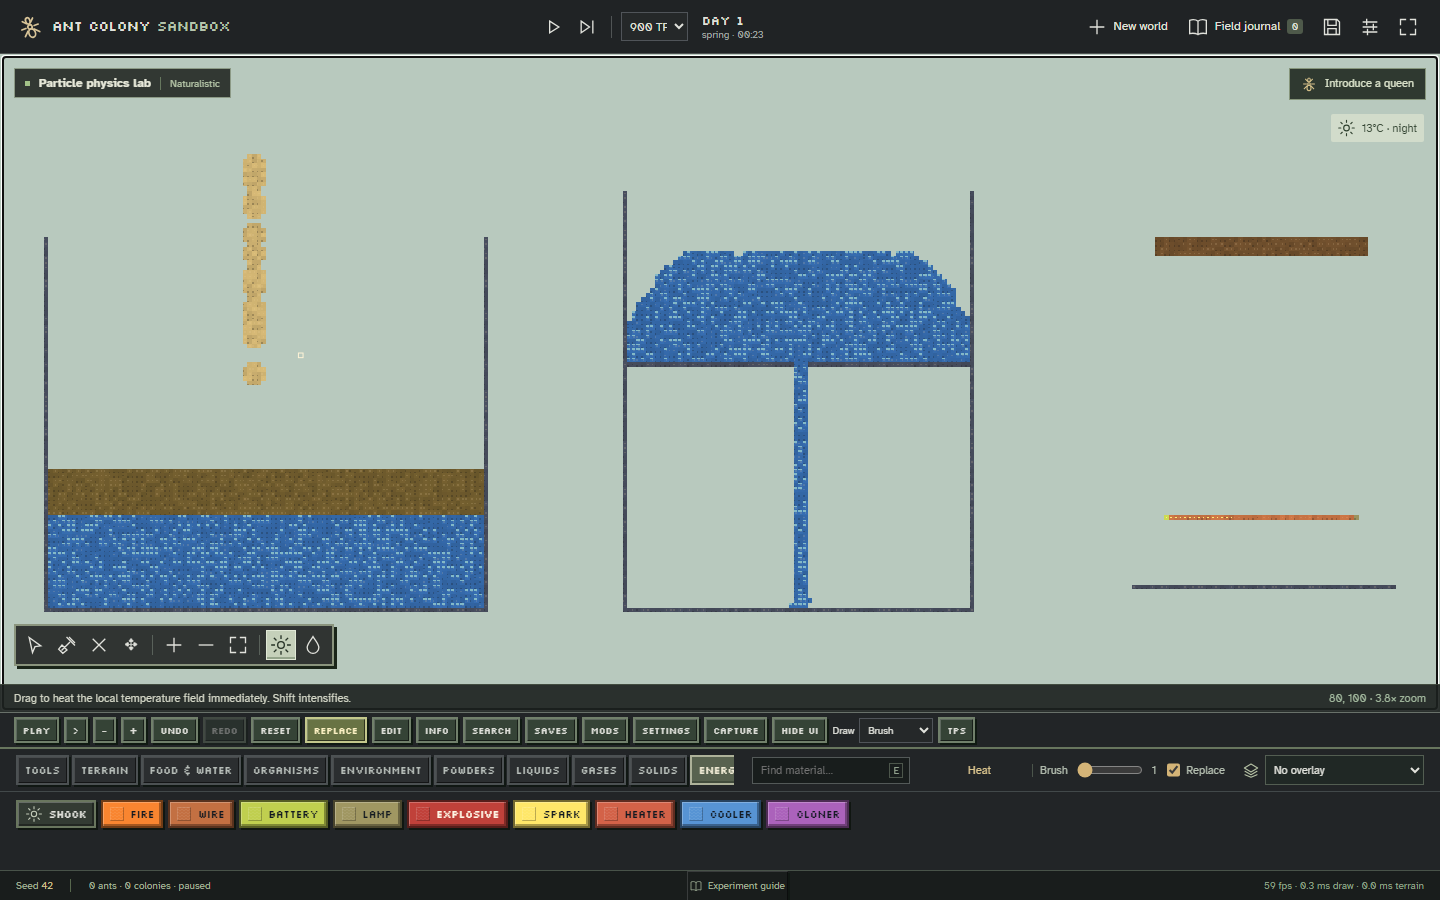 ANT COLONY SANDBOX
900 TF
DAY 1
spring · 00:23
New world
Field journal 0
Particle physics lab
Naturalistic
Introduce a queen
13°C · night
Drag to heat the local temperature field immediately. Shift intensifies.
80, 100 · 3.8× zoom
PLAY > - + UNDO REDO RESET REPLACE EDIT INFO SEARCH SAVES MODS SETTINGS CAPTURE HIDE UI Draw Brush TPS
TOOLS TERRAIN FOOD & WATER ORGANISMS ENVIRONMENT POWDERS LIQUIDS GASES SOLIDS ENERG
Find material... E
Heat
Brush 1 Replace
No overlay
SHOCK FIRE WIRE BATTERY LAMP EXPLOSIVE SPARK HEATER COOLER CLONER
Seed 42
0 ants · 0 colonies · paused
Experiment guide
59 fps · 0.3 ms draw · 0.0 ms terrain